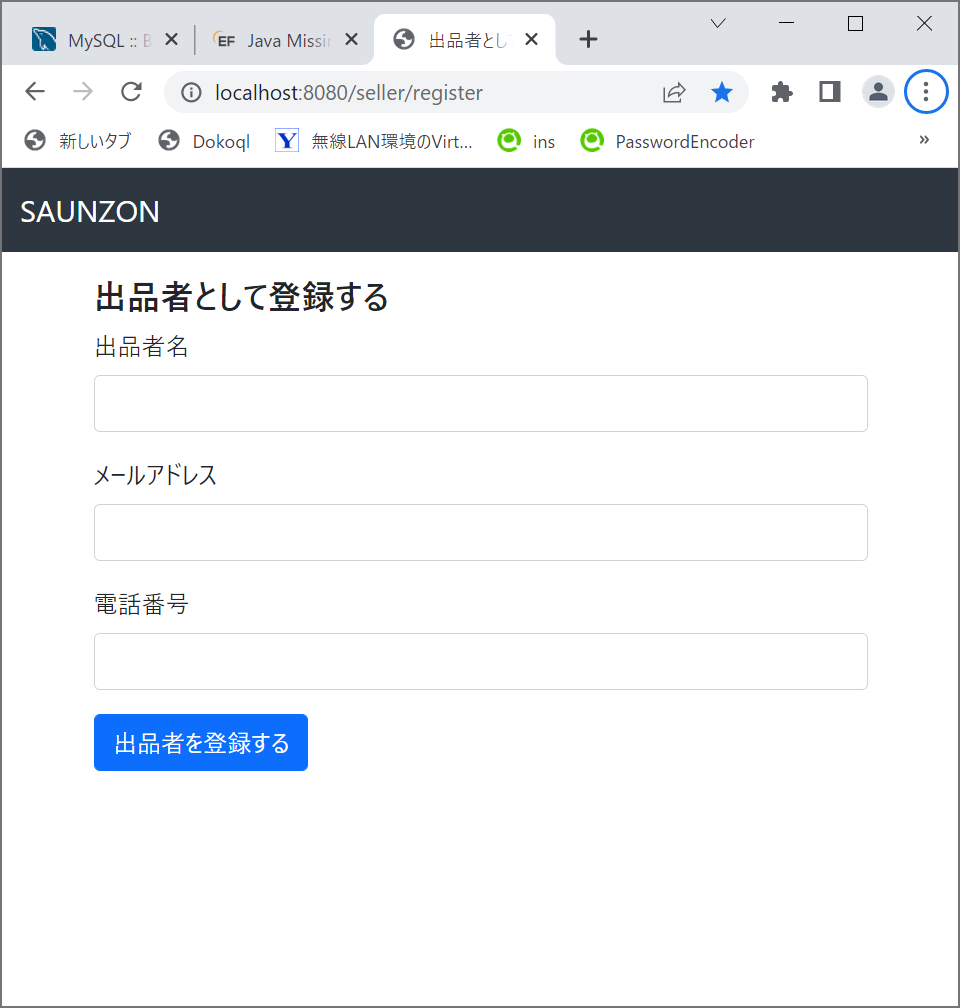 MySQL :: B
EF Java Missin
出品者とし
localhost:8080/seller/register
新しいタブ Dokoql Y 無線LAN環境のVirt... ins PasswordEncoder »
SAUNZON
出品者として登録する
出品者名
メールアドレス
電話番号
出品者を登録する